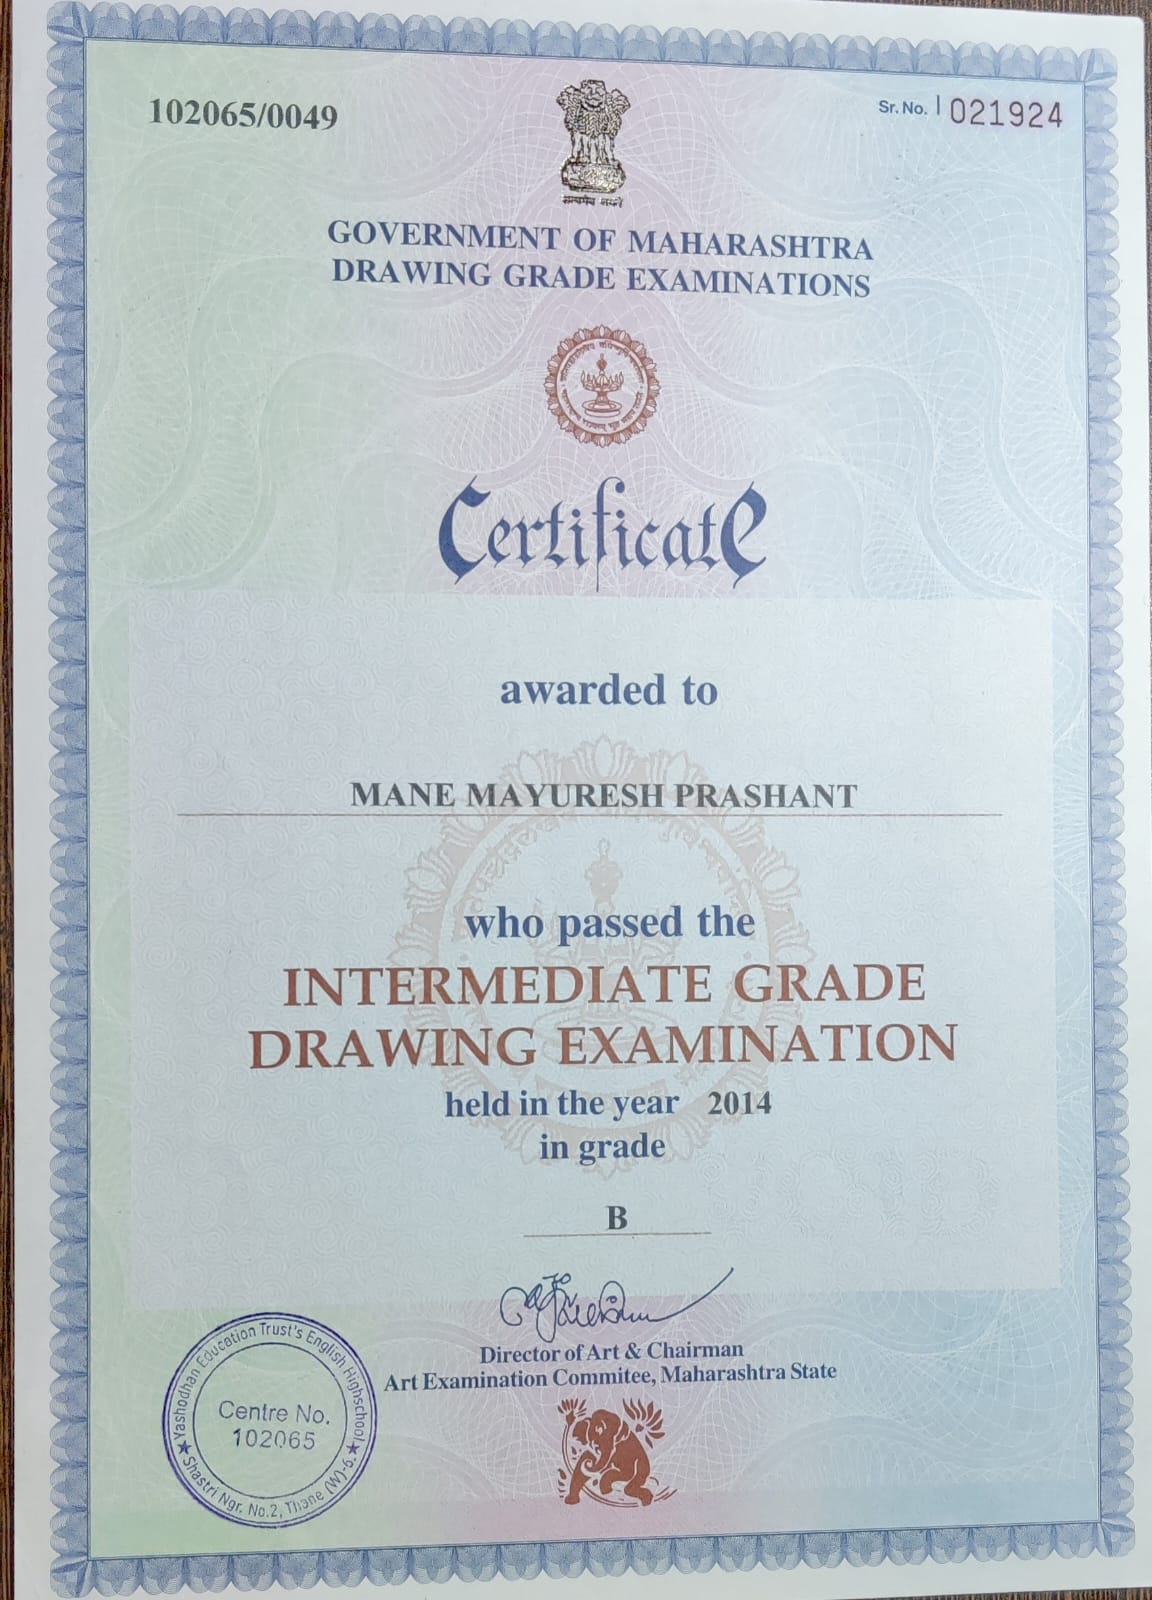 102065/0049
Sr. No. I 021924
सत्यमेव जयते
GOVERNMENT OF MAHARASHTRA
DRAWING GRADE EXAMINATIONS
Certificate
awarded to
MANE MAYURESH PRASHANT
who passed the
INTERMEDIATE GRADE
DRAWING EXAMINATION
held in the year 2014
in grade
B
Director of Art & Chairman
Art Examination Commitee, Maharashtra State
Yashodhan Education Trust's English Highschool
Centre No.
102065
Shastri Ngr. No.2, Thane (W)-6.